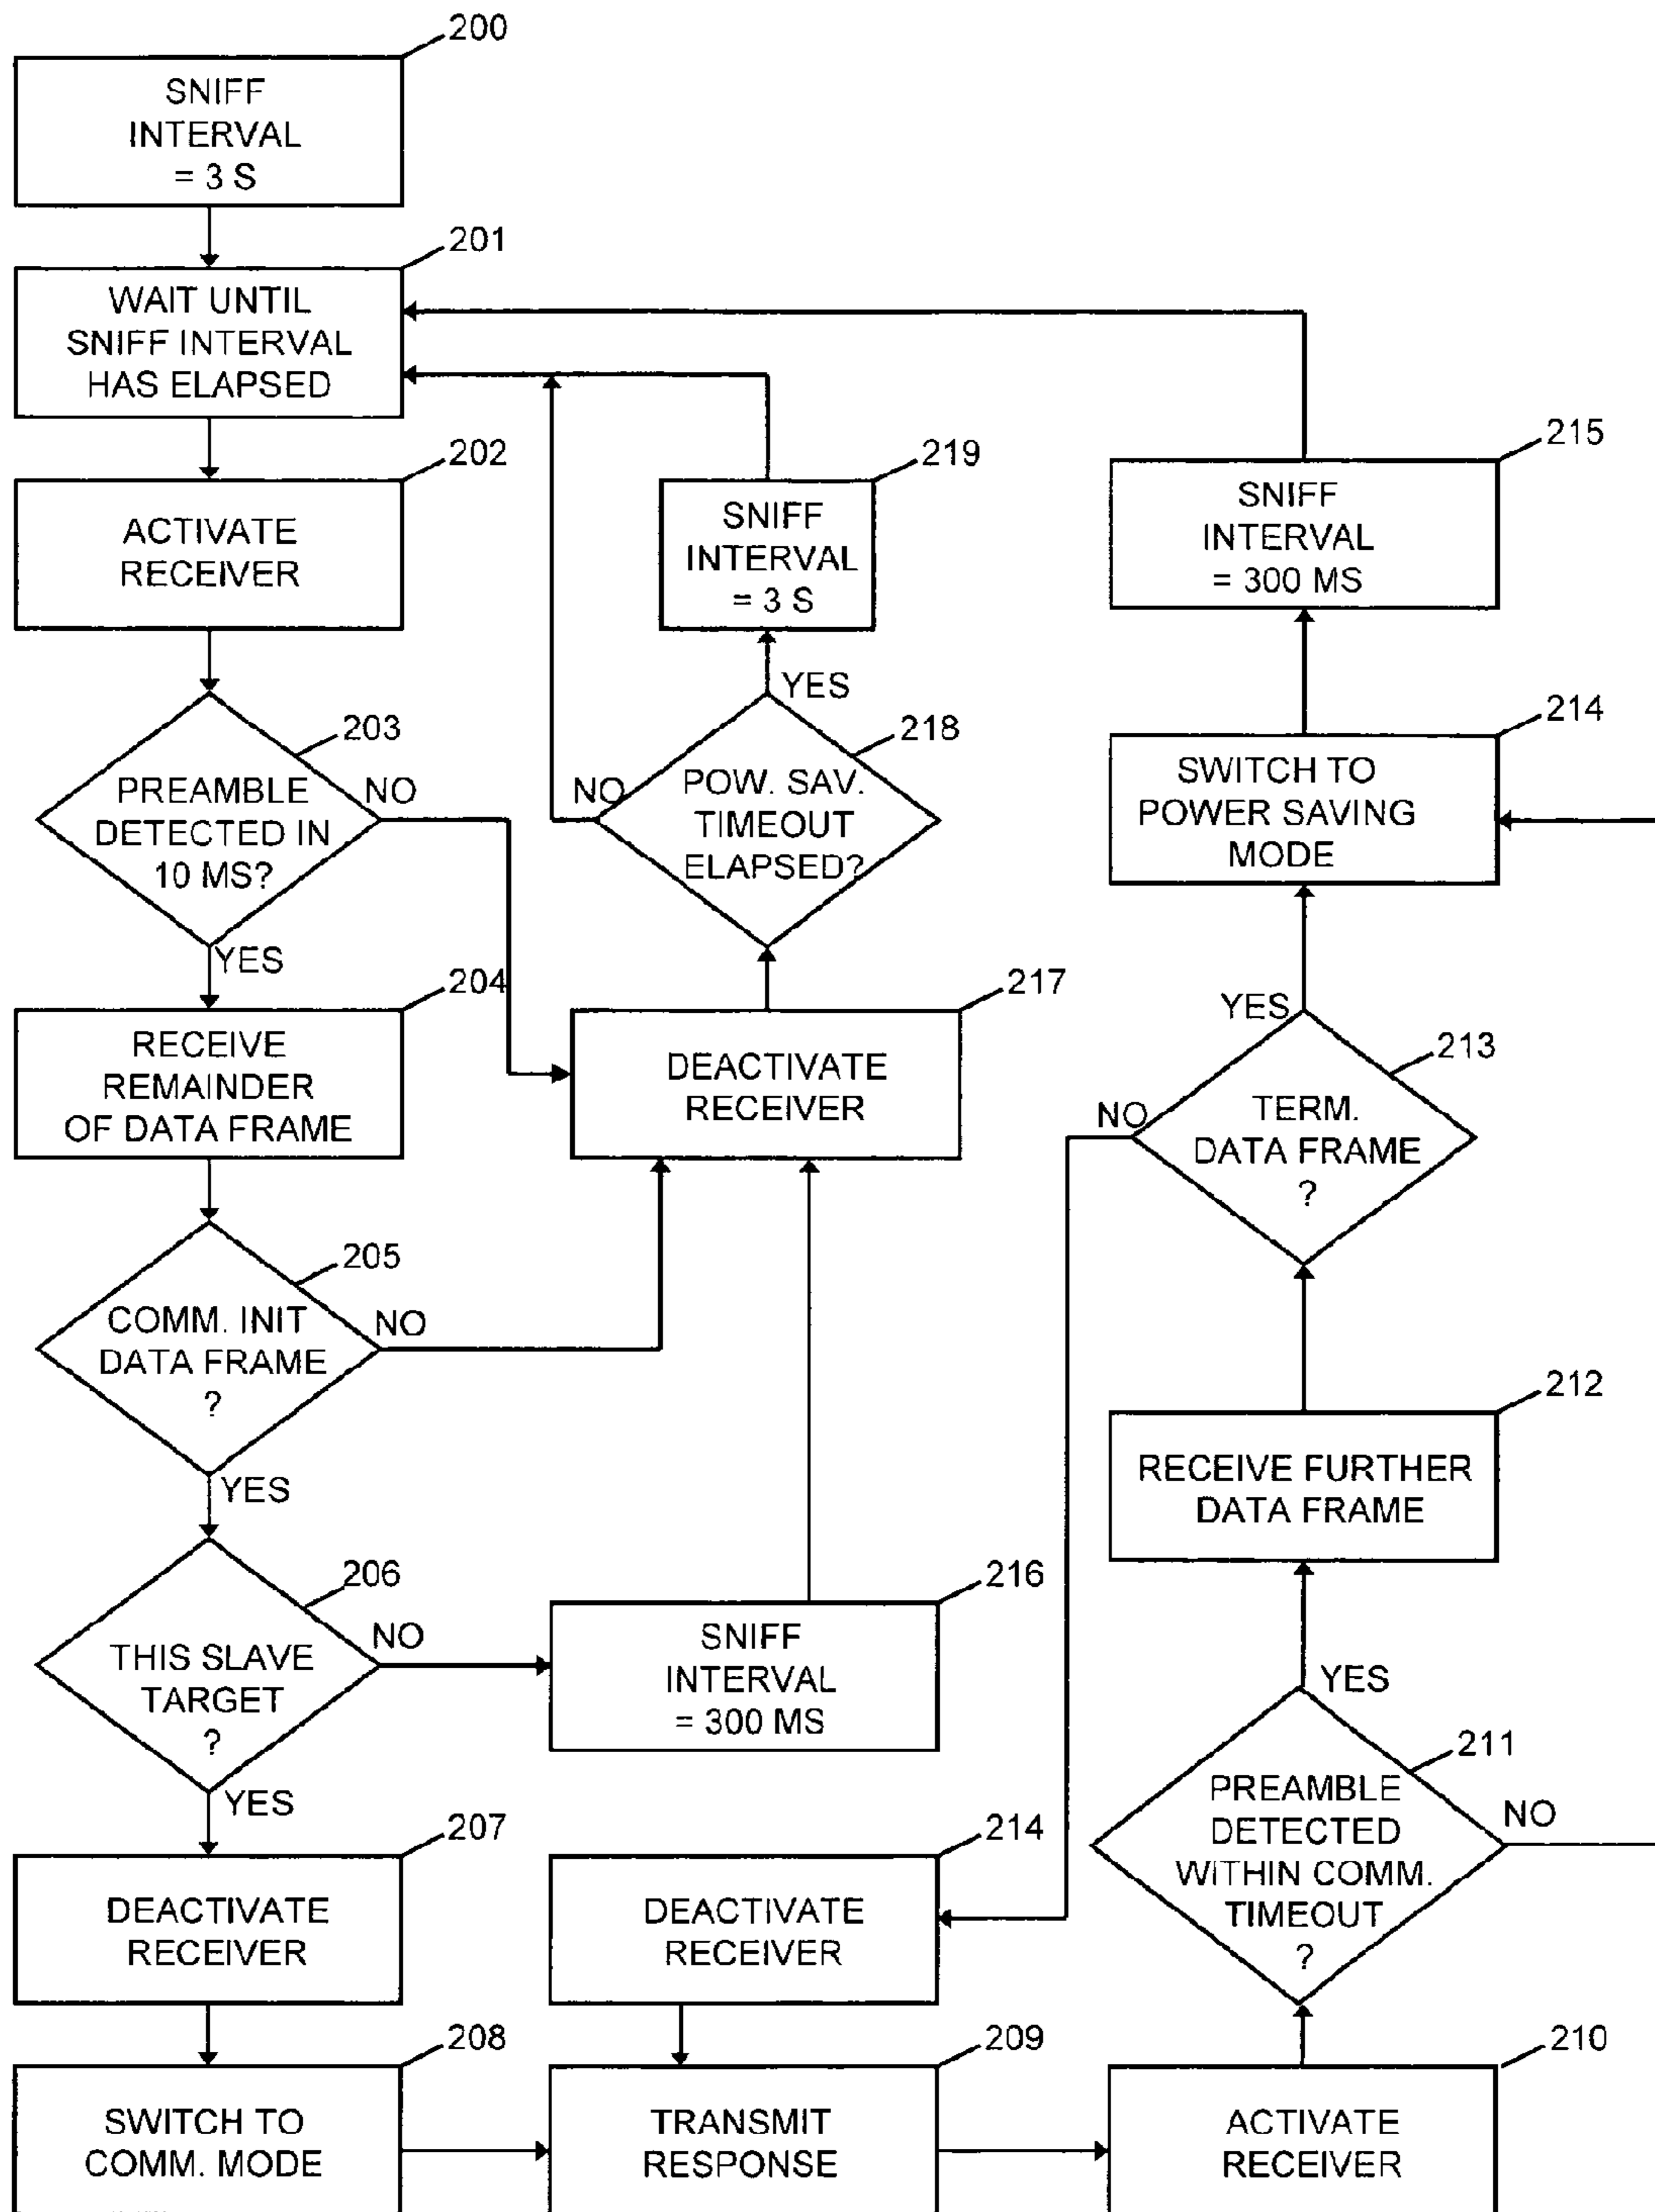 200
SNIFF
INTERVAL
= 3 S
201
WAIT UNTIL
SNIFF INTERVAL
HAS ELAPSED
202
ACTIVATE
RECEIVER
203
PREAMBLE
DETECTED IN
10 MS?
NO
YES
204
RECEIVE
REMAINDER
OF DATA FRAME
205
COMM. INIT
DATA FRAME
?
NO
YES
206
THIS SLAVE
TARGET
?
NO
YES
207
DEACTIVATE
RECEIVER
208
SWITCH TO
COMM. MODE
219
SNIFF
INTERVAL
= 3 S
YES
218
POW. SAV.
TIMEOUT
ELAPSED?
NO
217
DEACTIVATE
RECEIVER
216
SNIFF
INTERVAL
= 300 MS
214
DEACTIVATE
RECEIVER
209
TRANSMIT
RESPONSE
215
SNIFF
INTERVAL
= 300 MS
214
SWITCH TO
POWER SAVING
MODE
YES
213
TERM.
DATA FRAME
?
NO
212
RECEIVE FURTHER
DATA FRAME
YES
211
PREAMBLE
DETECTED
WITHIN COMM.
TIMEOUT
?
NO
210
ACTIVATE
RECEIVER